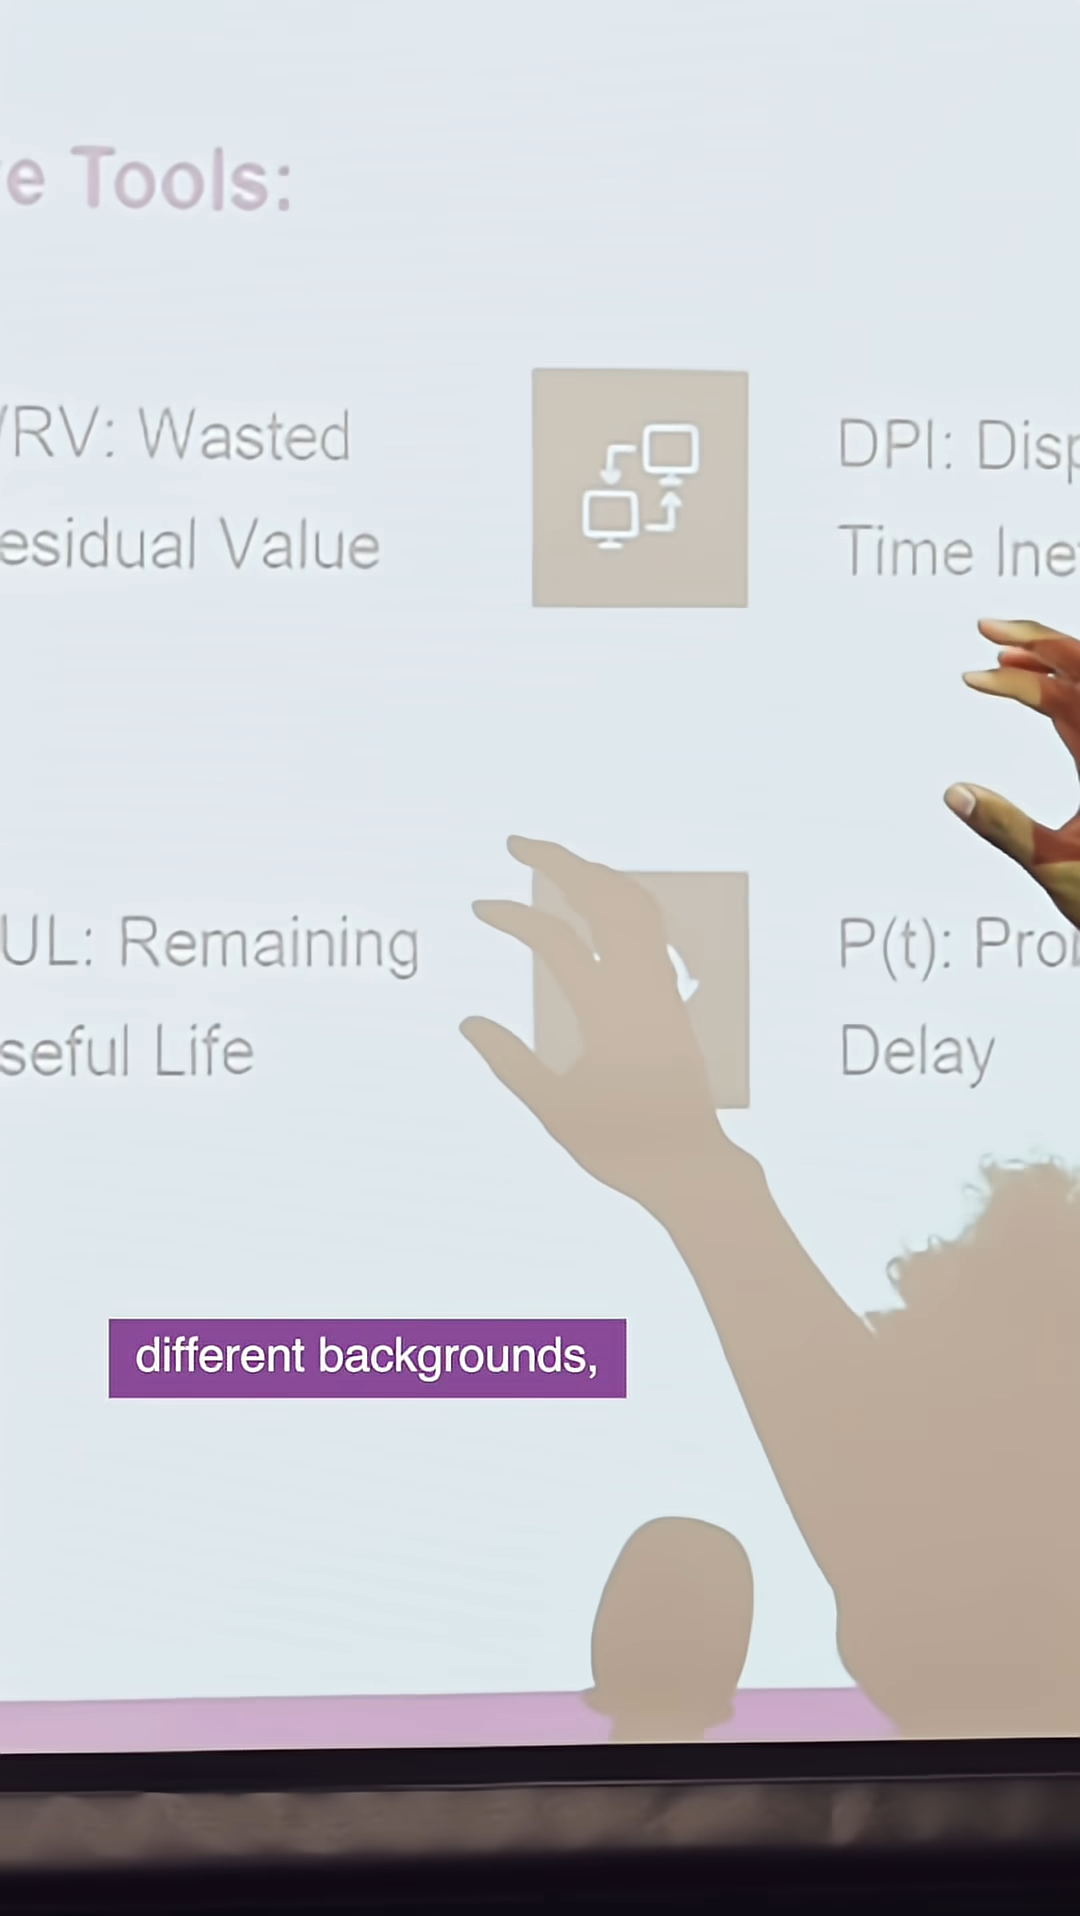 e Tools:
RV: Wasted
esidual Value
DPI: Disp
Time Ine
UL: Remaining
seful Life
P(t): Pro
Delay
different backgrounds,